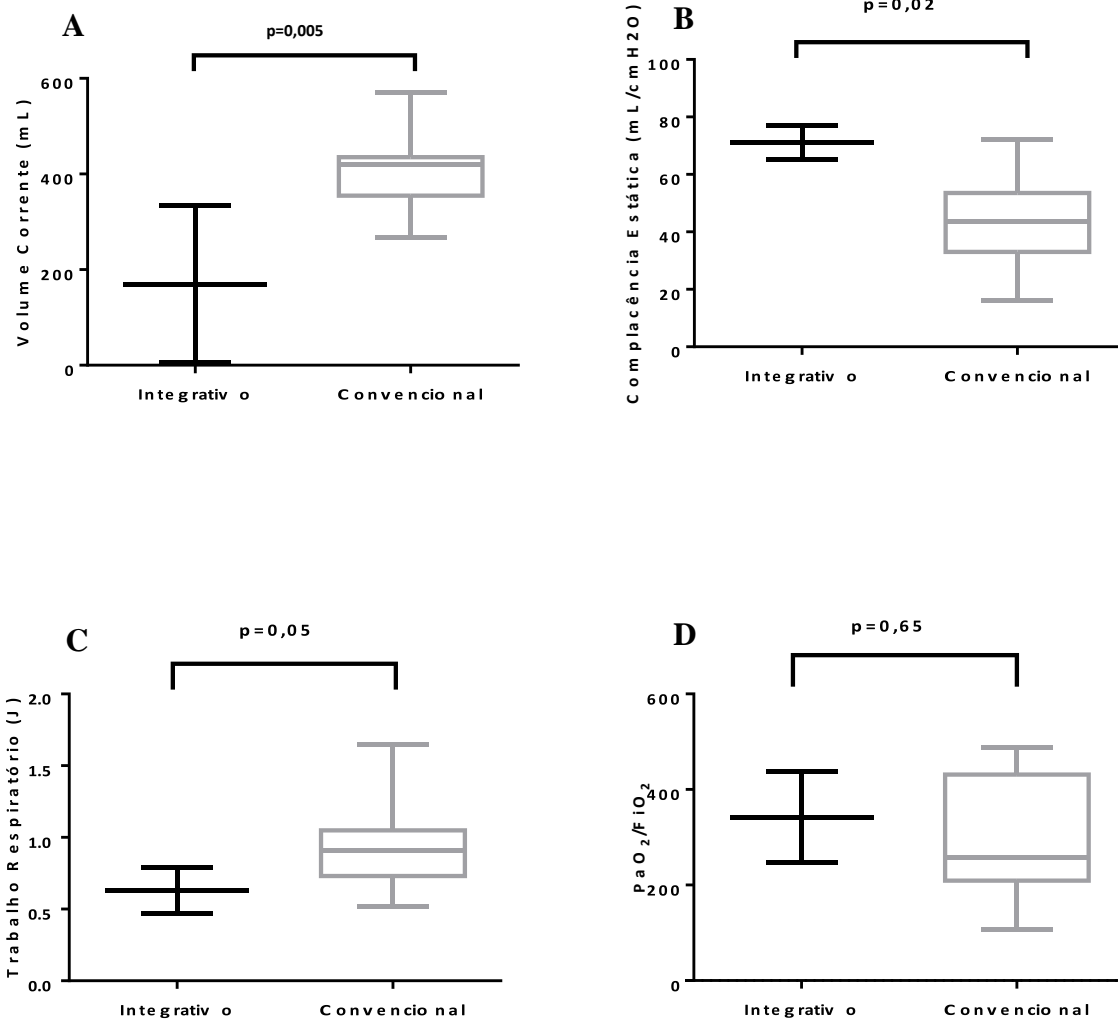 A
p=0,005
Volume Corrente (mL)
600
400
200
0
Integrativo
Convencional
B
p=0,02
Complacência Estática (mL/cmH2O)
100
80
60
40
20
0
Integrativo
Convencional
C
p=0,05
Trabalho Respiratório (J)
2.0
1.5
1.0
0.5
0.0
Integrativo
Convencional
D
p=0,65
PaO2/FiO2
600
400
200
0
Integrativo
Convencional